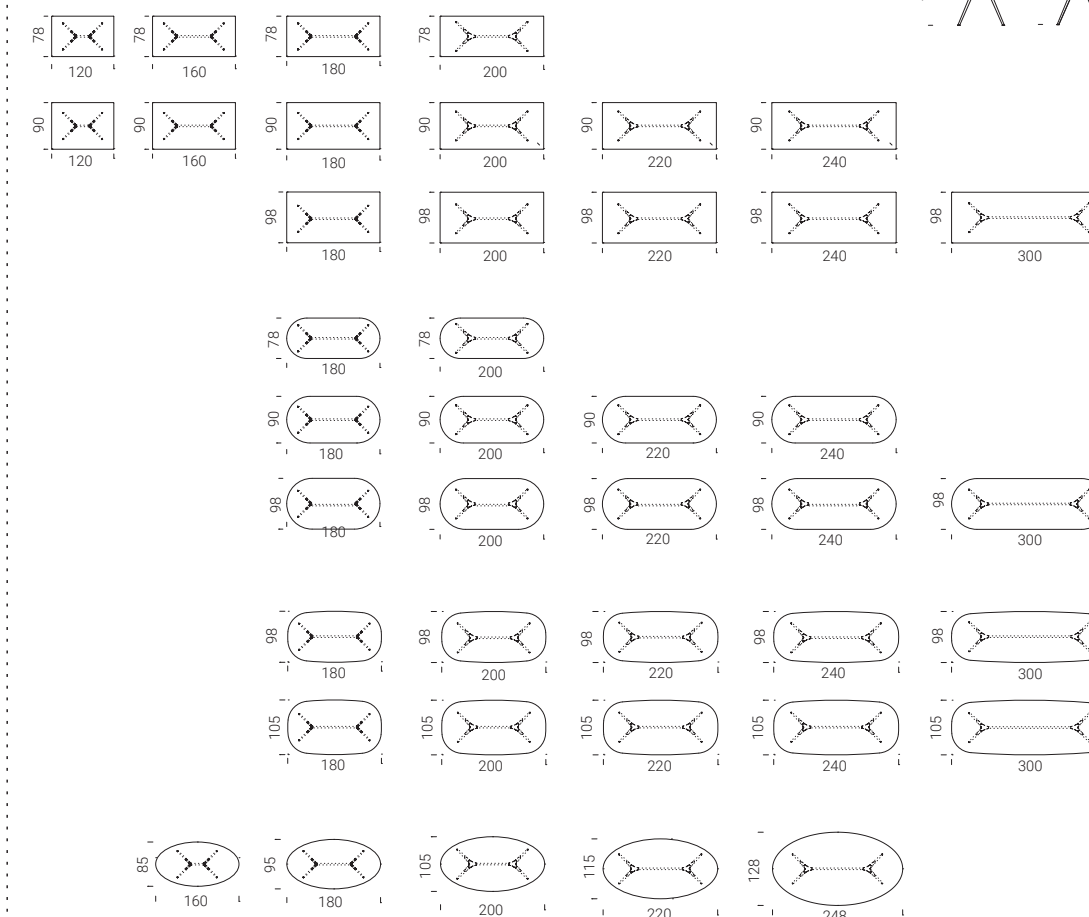 78 78 78 78
120 160 180 200
90 90 90 90 90 90
120 160 180 200 220 240
98 98 98 98 98
180 200 220 240 300
78 78
180 200
90 90 90 90
180 200 220 240
98 98 98 98 98
180 200 220 240 300
98 98 98 98 98
180 200 220 240 300
105 105 105 105 105
180 200 220 240 300
85 95 105 115 128
160 180 200 220 248